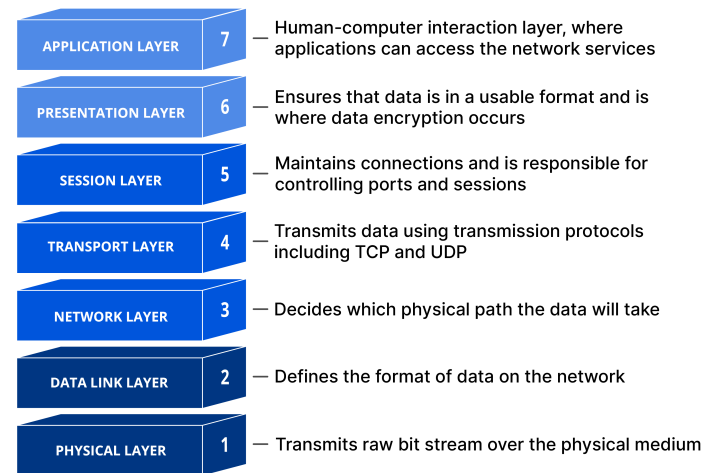 APPLICATION LAYER
7
Human-computer interaction layer, where
applications can access the network services
PRESENTATION LAYER
6
Ensures that data is in a usable format and is
where data encryption occurs
SESSION LAYER
5
Maintains connections and is responsible for
controlling ports and sessions
TRANSPORT LAYER
4
Transmits data using transmission protocols
including TCP and UDP
NETWORK LAYER
3
Decides which physical path the data will take
DATA LINK LAYER
2
Defines the format of data on the network
PHYSICAL LAYER
1
Transmits raw bit stream over the physical medium